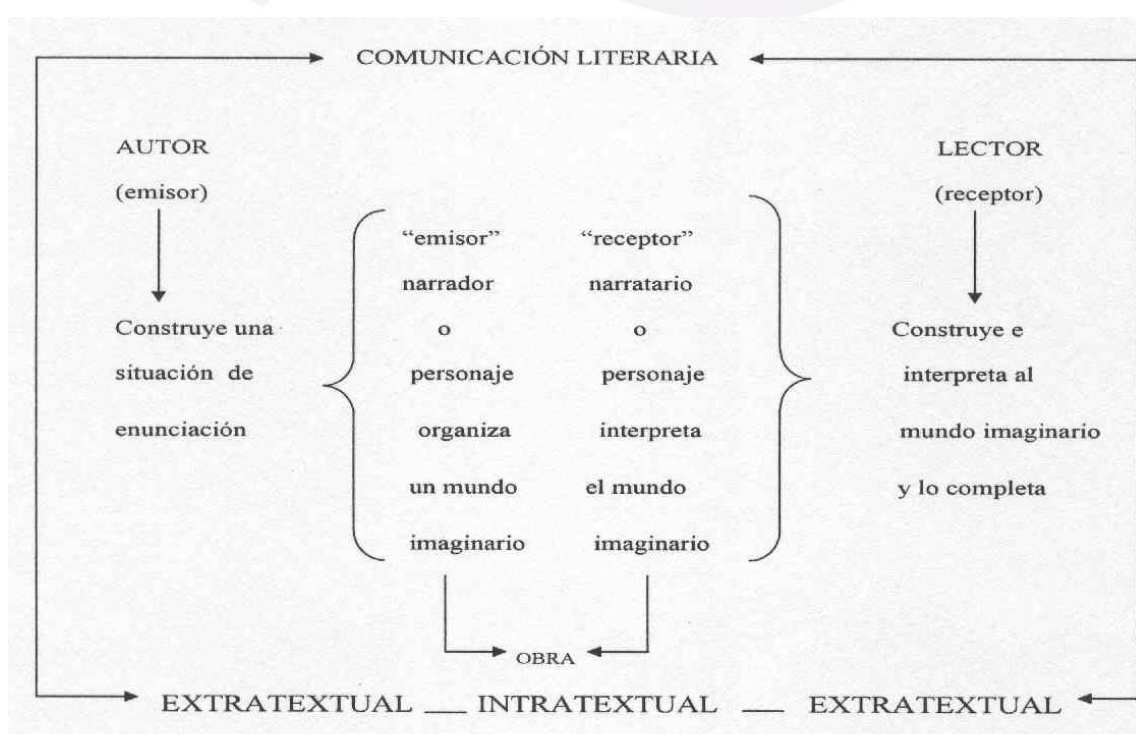 COMUNICACIÓN LITERARIA
AUTOR
(emisor)
Construye una
situación de
enunciación
“emisor”
narrador
o
personaje
organiza
un mundo
imaginario
“receptor”
narratario
o
personaje
interpreta
el mundo
imaginario
LECTOR
(receptor)
Construye e
interpreta al
mundo imaginario
y lo completa
OBRA
EXTRATEXTUAL __ INTRATEXTUAL __ EXTRATEXTUAL